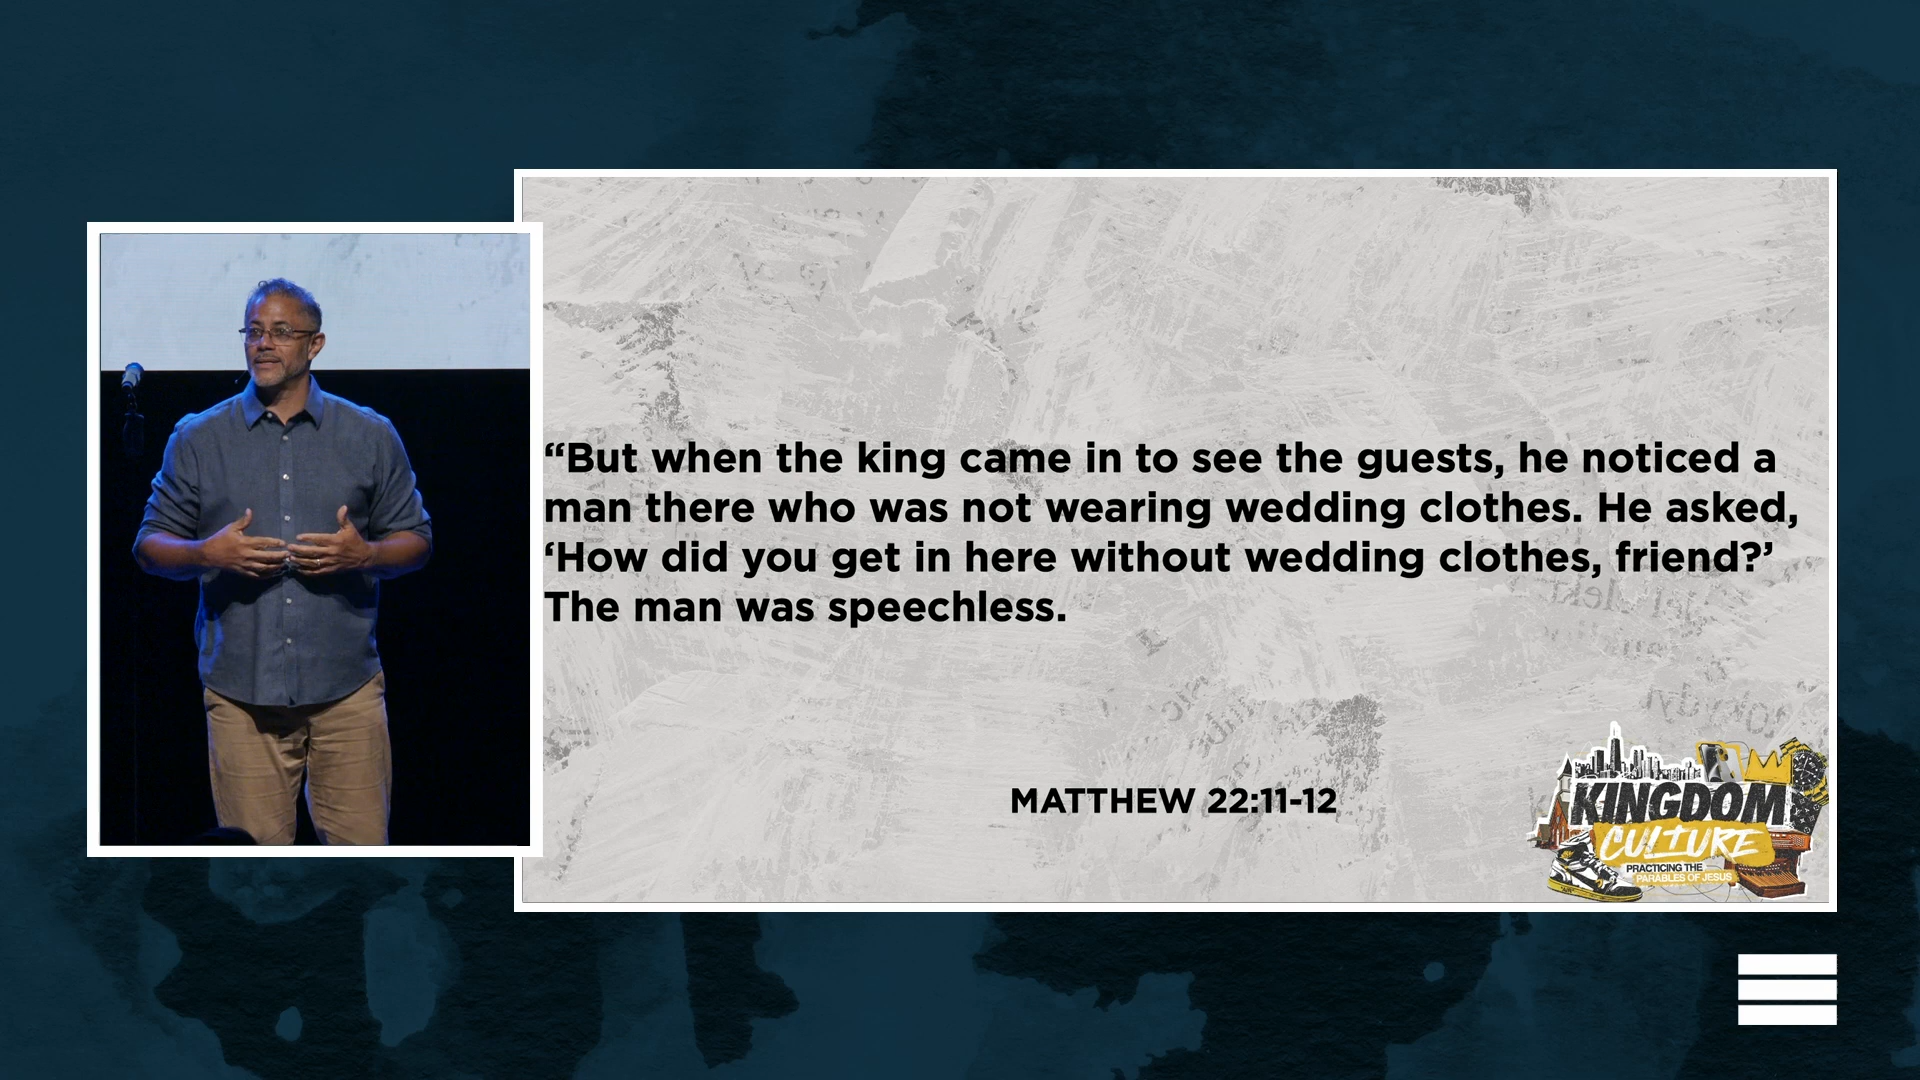 “But when the king came in to see the guests, he noticed a
man there who was not wearing wedding clothes. He asked,
‘How did you get in here without wedding clothes, friend?’
The man was speechless.
MATTHEW 22:11-12
KINGDOM
CULTURE
PRACTICING THE
PARABLES OF JESUS